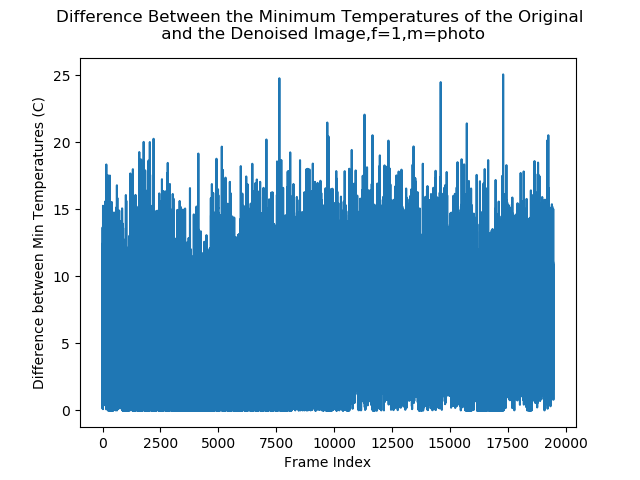 Difference Between the Minimum Temperatures of the Original
and the Denoised Image,f=1,m=photo
Difference between Min Temperatures (C)
25
20
15
10
5
0
0 2500 5000 7500 10000 12500 15000 17500 20000
Frame Index